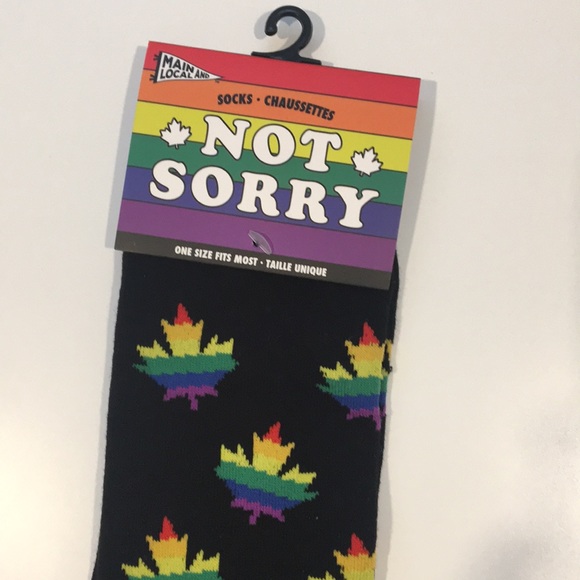 MAIN AND
LOCAL
SOCKS · CHAUSSETTES
NOT
SORRY
ONE SIZE FITS MOST · TAILLE UNIQUE